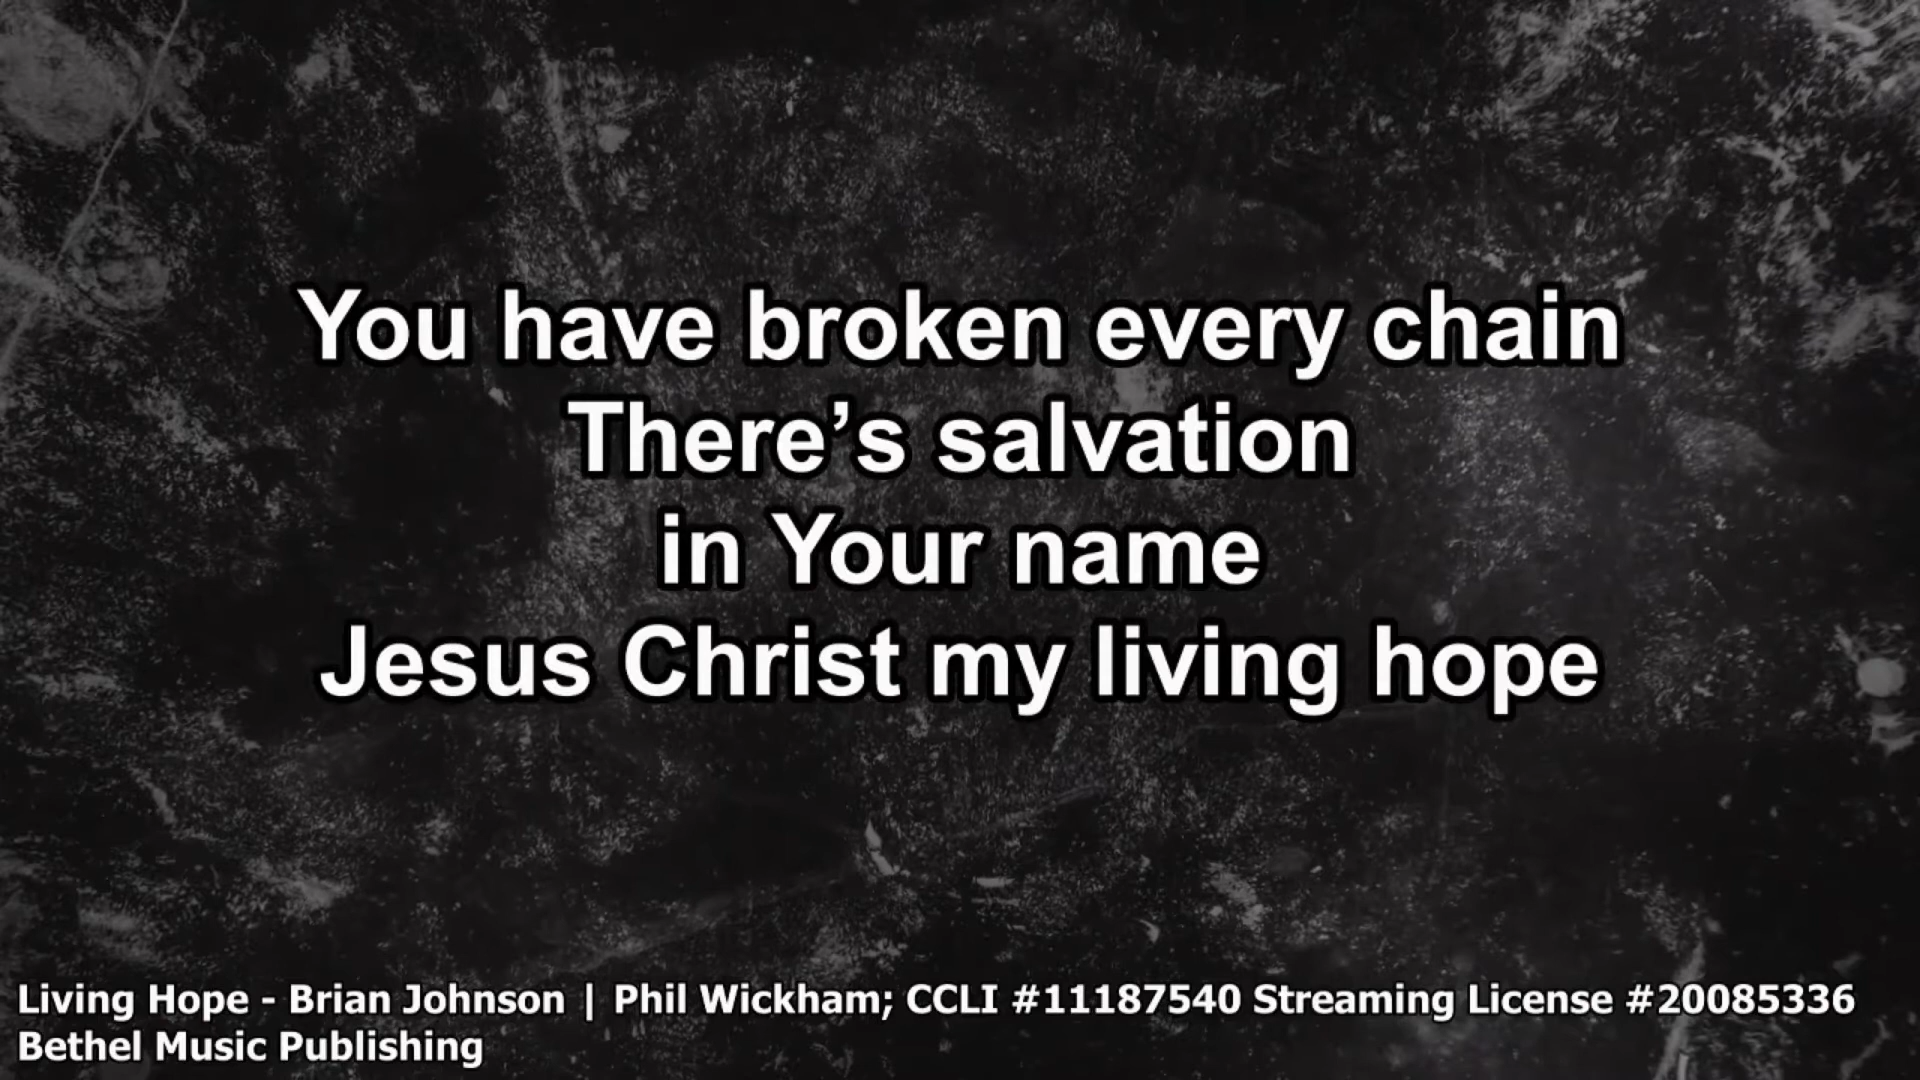 You have broken every chain
There’s salvation
in Your name
Jesus Christ my living hope
Living Hope - Brian Johnson | Phil Wickham; CCLI #11187540 Streaming License #20085336
Bethel Music Publishing